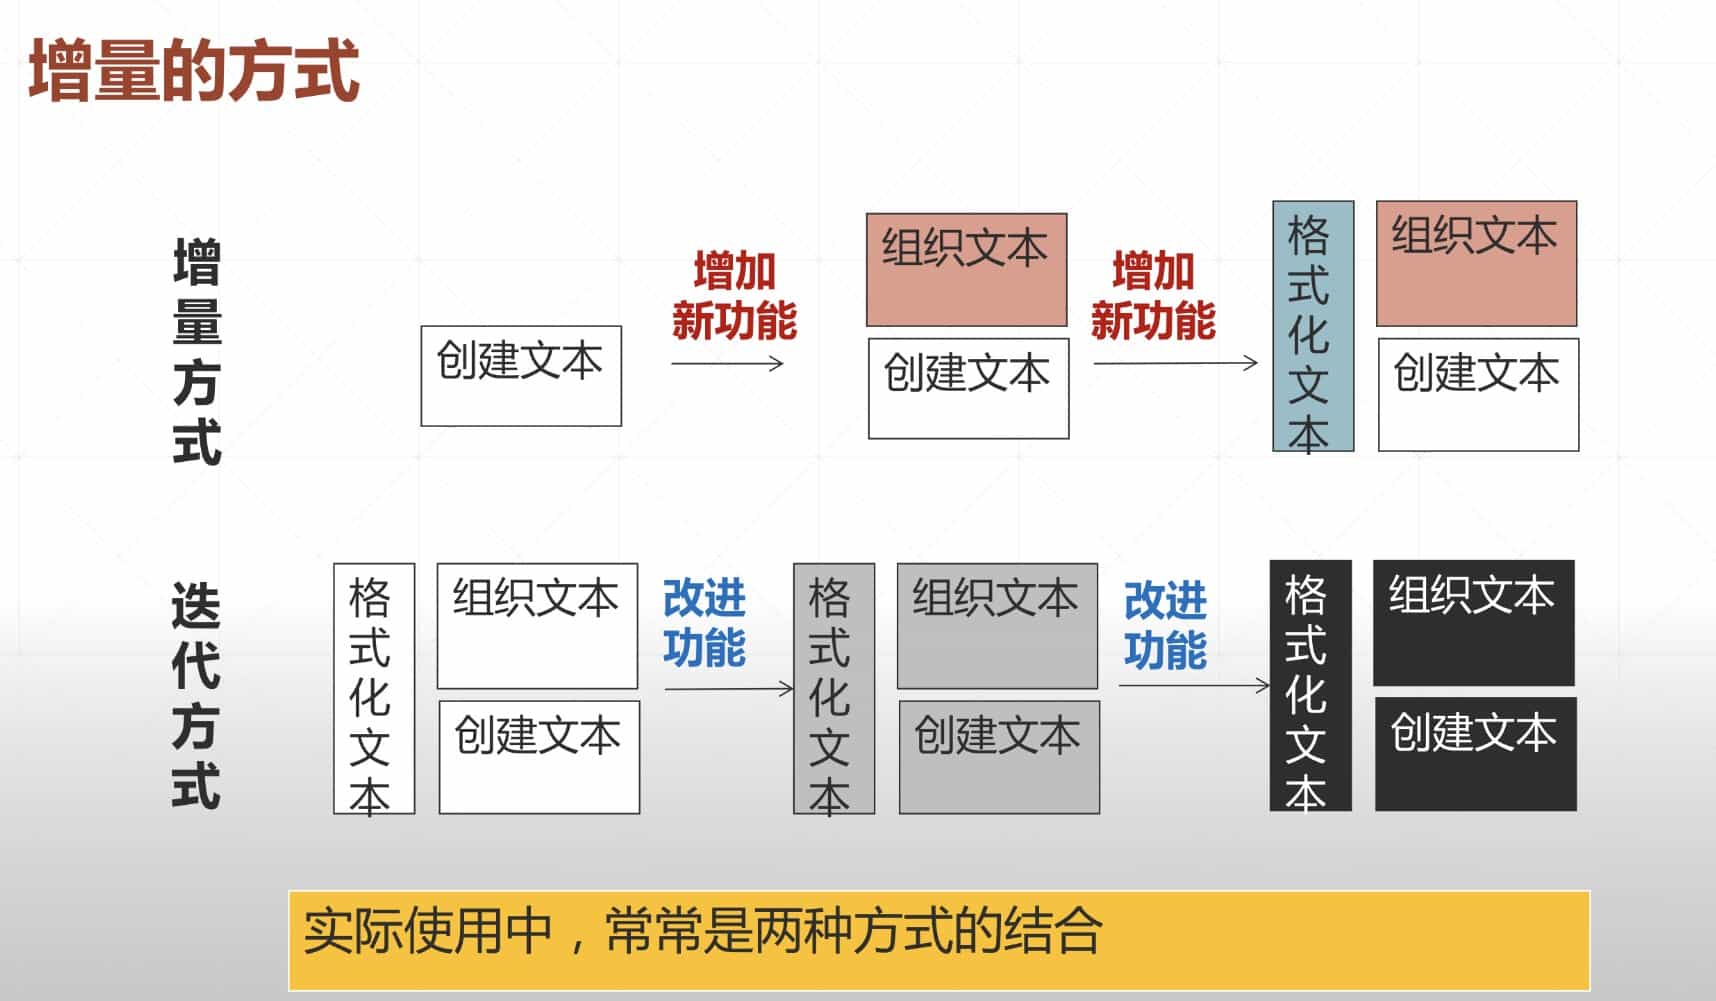 增量的方式
增
量
方
式
创建文本
增加
新功能
组织文本
创建文本
增加
新功能
格
式
化
文
本
组织文本
创建文本
迭
代
方
式
格
式
化
文
本
组织文本
创建文本
改进
功能
格
式
化
文
本
组织文本
创建文本
改进
功能
格
式
化
文
本
组织文本
创建文本
实际使用中，常常是两种方式的结合